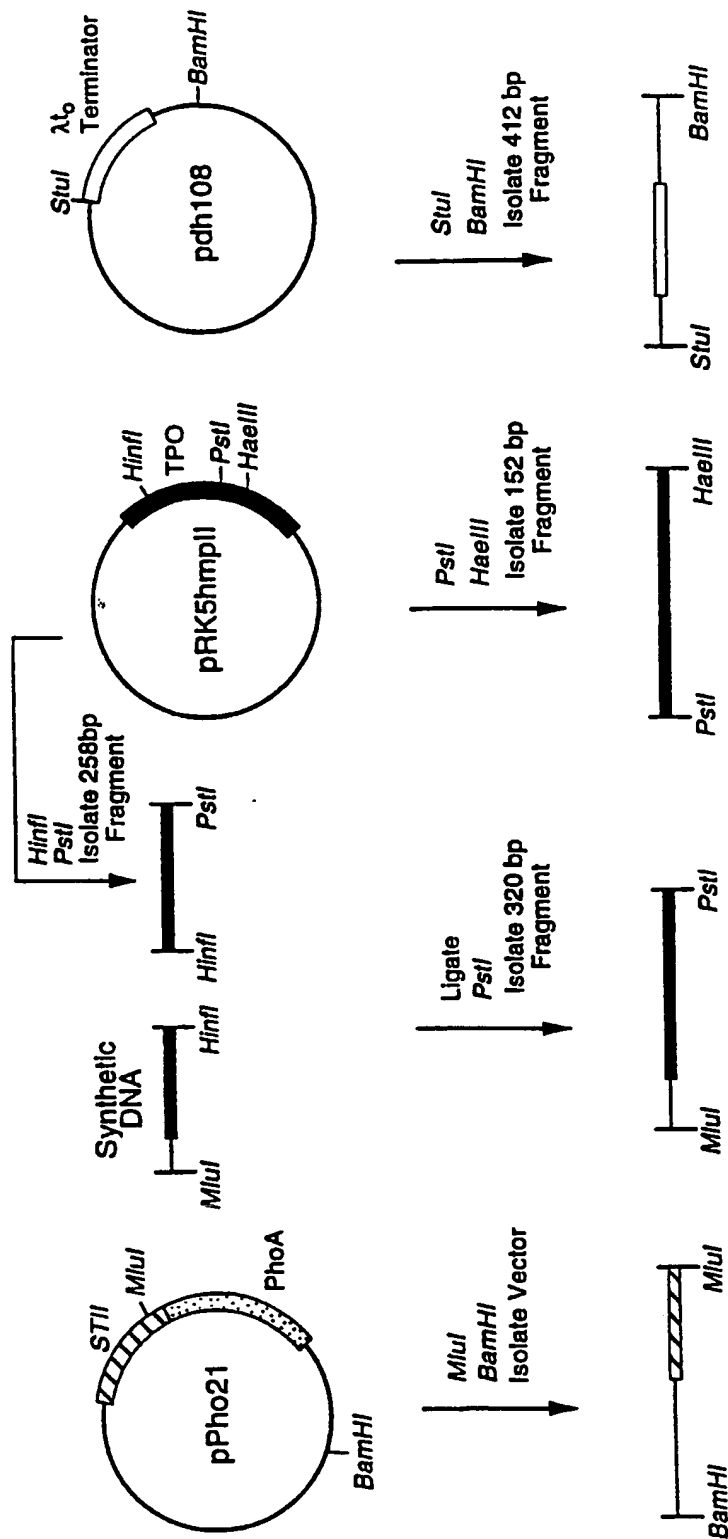 STII
MluI
PhoA
pPho21
BamHI
MluI
BamHI
Isolate Vector
BamHI
MluI
Synthetic
DNA
MluI
HinfI
HinfI
PstI
Isolate 258bp
Fragment
HinfI
PstI
Ligate
PstI
Isolate 320 bp
Fragment
MluI
PstI
HinfI
TPO
PstI
HaeIII
pRK5hmpII
PstI
HaeIII
Isolate 152 bp
Fragment
PstI
HaeIII
StuI
λt₀
Terminator
BamHI
pdh108
StuI
BamHI
Isolate 412 bp
Fragment
StuI
BamHI